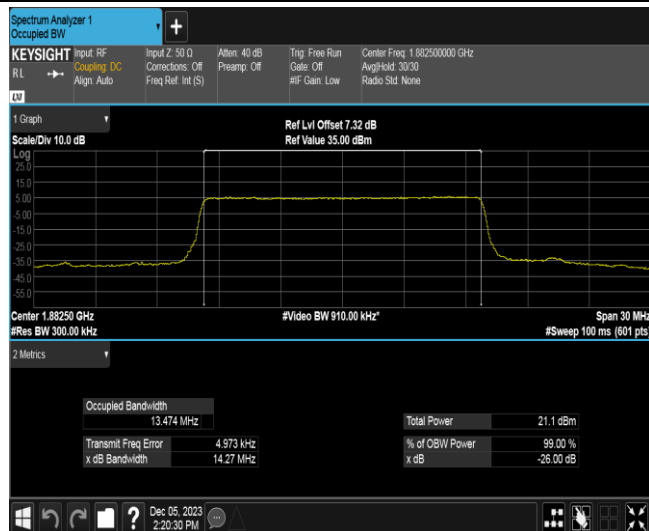 Spectrum Analyzer 1
Occupied BW
+
KEYSIGHT
RL
Input: RF
Coupling: DC
Align: Auto
Input Z: 50 Ω
Corrections: Off
Freq Ref: Int (S)
Atten: 40 dB
Preamp: Off
Trig: Free Run
Gate: Off
#IF Gain: Low
Center Freq: 1.882500000 GHz
Avg|Hold: 30/30
Radio Std: None
1 Graph
Scale/Div 10.0 dB
Ref Lvl Offset 7.32 dB
Ref Value 35.00 dBm
Log
25.0
15.0
5.00
-5.00
-15.0
-25.0
-35.0
-45.0
-55.0
Center 1.88250 GHz
#Video BW 910.00 kHz*
Span 30 MHz
#Res BW 300.00 kHz
#Sweep 100 ms (601 pts)
2 Metrics
Occupied Bandwidth
13.474 MHz
Total Power 21.1 dBm
Transmit Freq Error 4.973 kHz
% of OBW Power 99.00 %
x dB Bandwidth 14.27 MHz
x dB -26.00 dB
?
Dec 05, 2023
2:20:30 PM